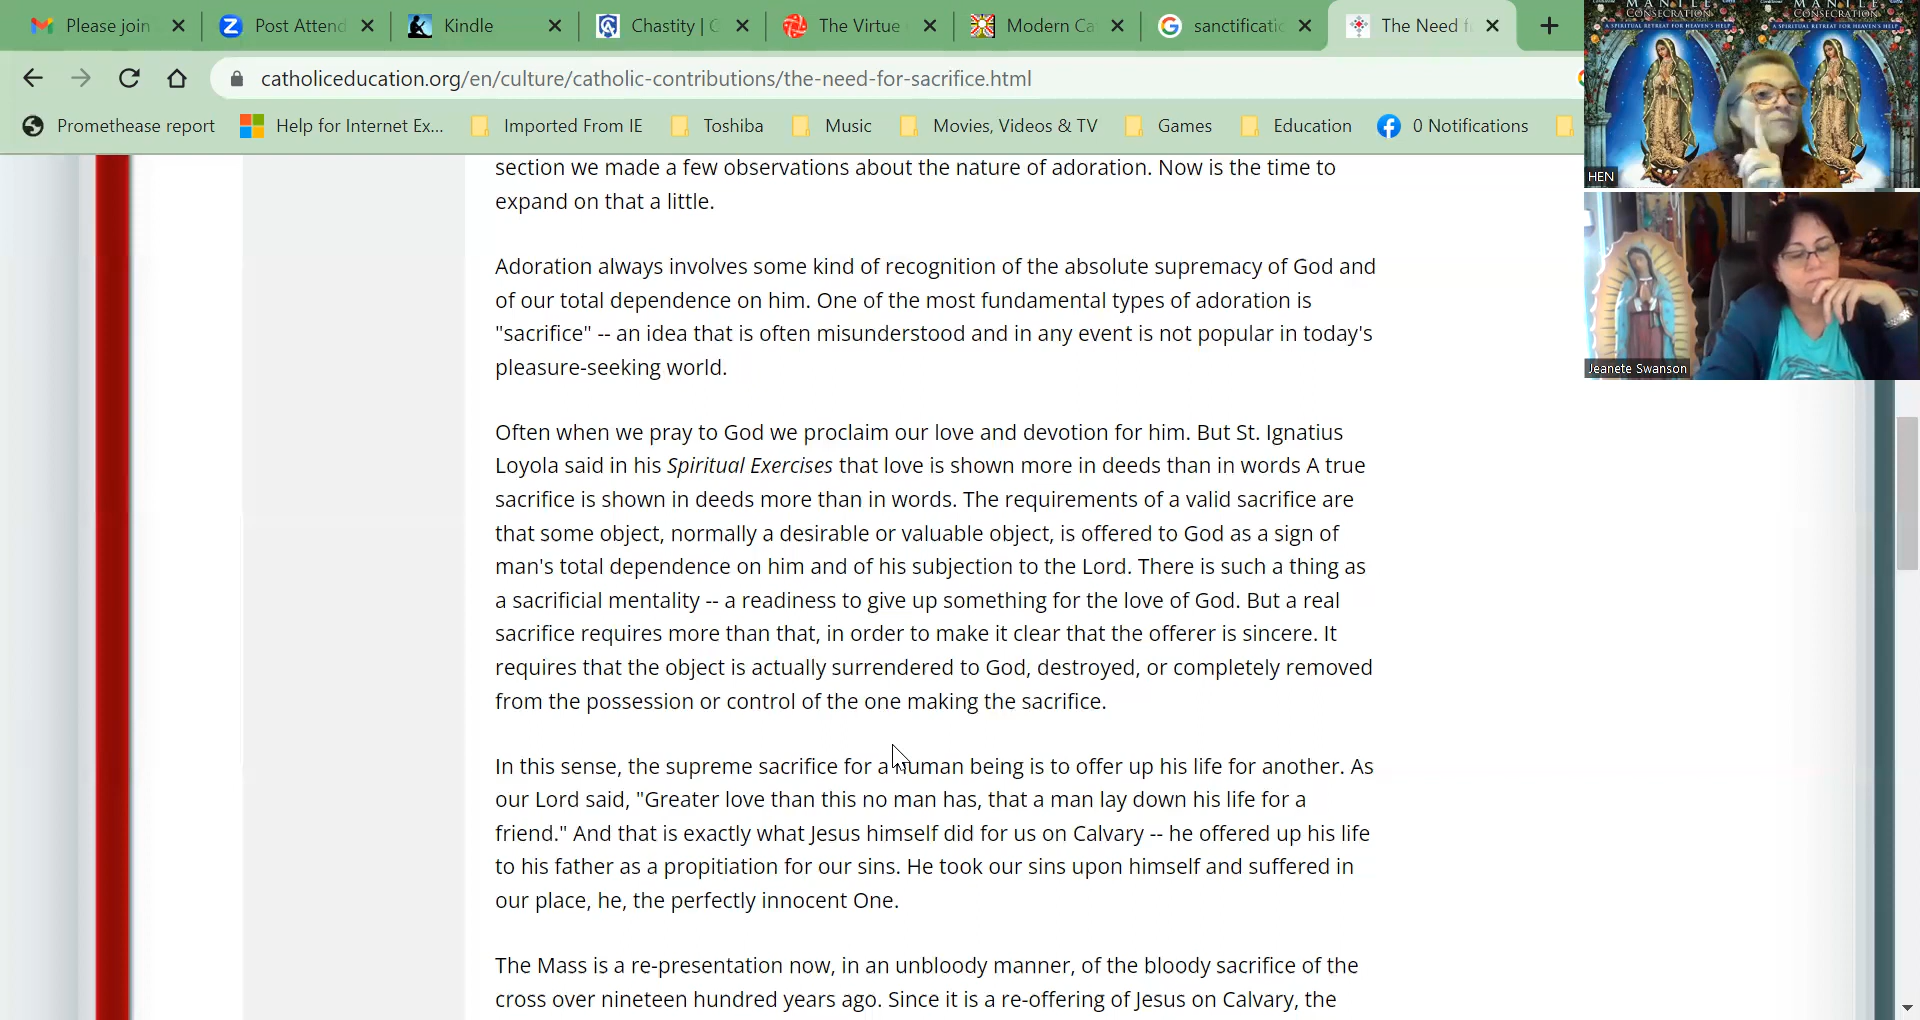 Please join
Post Attend
Kindle
Chastity | C
The Virtue
Modern Ca
sanctificatio
The Need f
catholiceducation.org/en/culture/catholic-contributions/the-need-for-sacrifice.html
Promethease report
Help for Internet Ex...
Imported From IE
Toshiba
Music
Movies, Videos & TV
Games
Education
0 Notifications
MANTLE MANTLE
CONSECRATION CONSECRATION
A SPIRITUAL RETREAT FOR HEAVEN'S HELP A SPIRITUAL RETREAT FOR HEAVEN'S HELP
HEN
Jeanete Swanson
section we made a few observations about the nature of adoration. Now is the time to
expand on that a little.
Adoration always involves some kind of recognition of the absolute supremacy of God and
of our total dependence on him. One of the most fundamental types of adoration is
"sacrifice" -- an idea that is often misunderstood and in any event is not popular in today's
pleasure-seeking world.
Often when we pray to God we proclaim our love and devotion for him. But St. Ignatius
Loyola said in his Spiritual Exercises that love is shown more in deeds than in words A true
sacrifice is shown in deeds more than in words. The requirements of a valid sacrifice are
that some object, normally a desirable or valuable object, is offered to God as a sign of
man's total dependence on him and of his subjection to the Lord. There is such a thing as
a sacrificial mentality -- a readiness to give up something for the love of God. But a real
sacrifice requires more than that, in order to make it clear that the offerer is sincere. It
requires that the object is actually surrendered to God, destroyed, or completely removed
from the possession or control of the one making the sacrifice.
In this sense, the supreme sacrifice for a human being is to offer up his life for another. As
our Lord said, "Greater love than this no man has, that a man lay down his life for a
friend." And that is exactly what Jesus himself did for us on Calvary -- he offered up his life
to his father as a propitiation for our sins. He took our sins upon himself and suffered in
our place, he, the perfectly innocent One.
The Mass is a re-presentation now, in an unbloody manner, of the bloody sacrifice of the
cross over nineteen hundred years ago. Since it is a re-offering of Jesus on Calvary, the